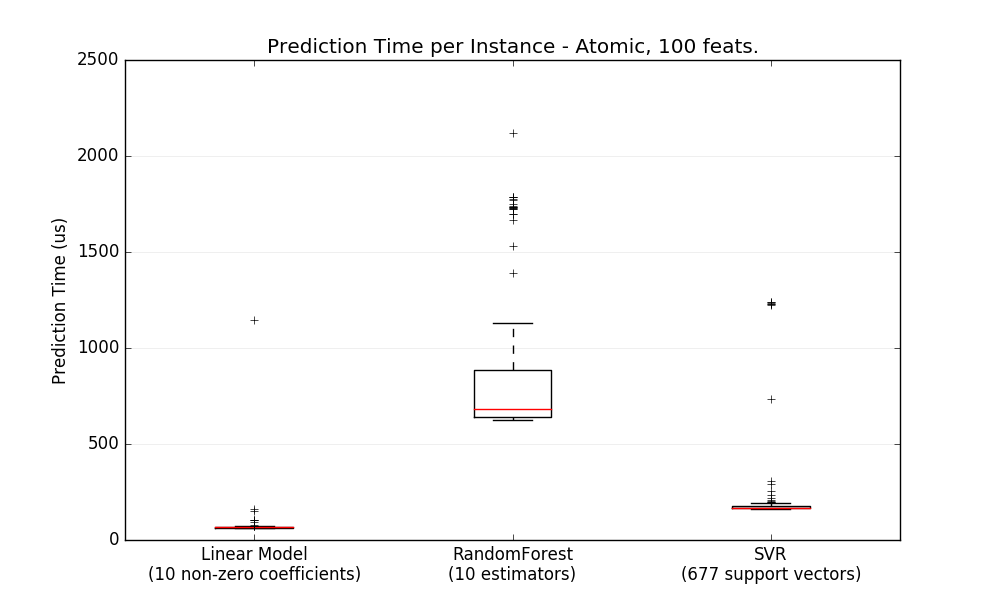 Prediction Time per Instance - Atomic, 100 feats.
2500
2000
1500
1000
500
0
Prediction Time (us)
Linear Model
(10 non-zero coefficients)
RandomForest
(10 estimators)
SVR
(677 support vectors)